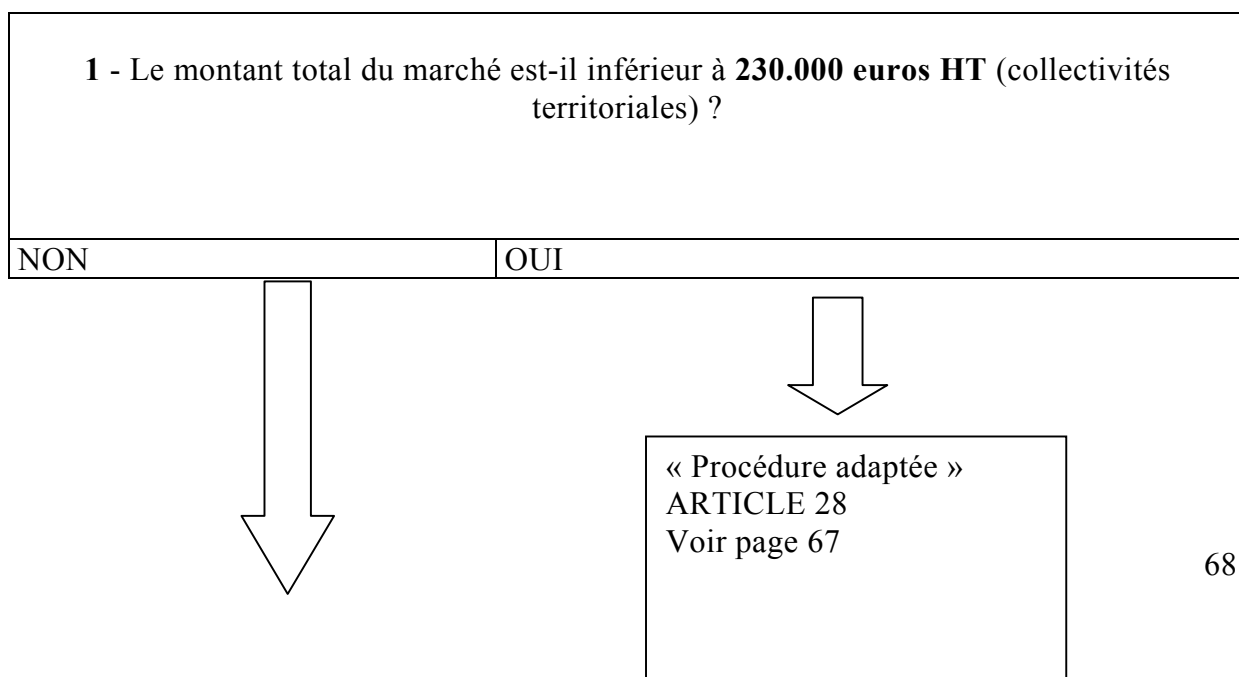 1 - Le montant total du marché est-il inférieur à 230.000 euros HT (collectivités
territoriales) ?
NON
OUI
« Procédure adaptée »
ARTICLE 28
Voir page 67
68